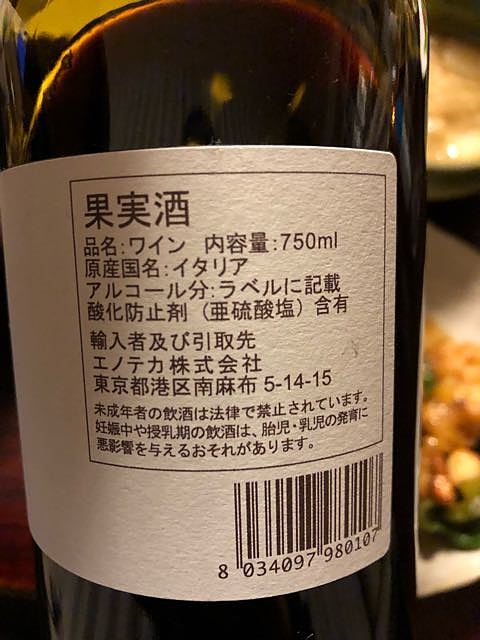 果実酒
品名:ワイン 内容量:750ml
原産国名:イタリア
アルコール分:ラベルに記載
酸化防止剤（亜硫酸塩）含有
輸入者及び引取先
エノテカ株式会社
東京都港区南麻布 5-14-15
未成年者の飲酒は法律で禁止されています。
妊娠中や授乳期の飲酒は、胎児・乳児の発育に
悪影響を与えるおそれがあります。
8 034097 980107